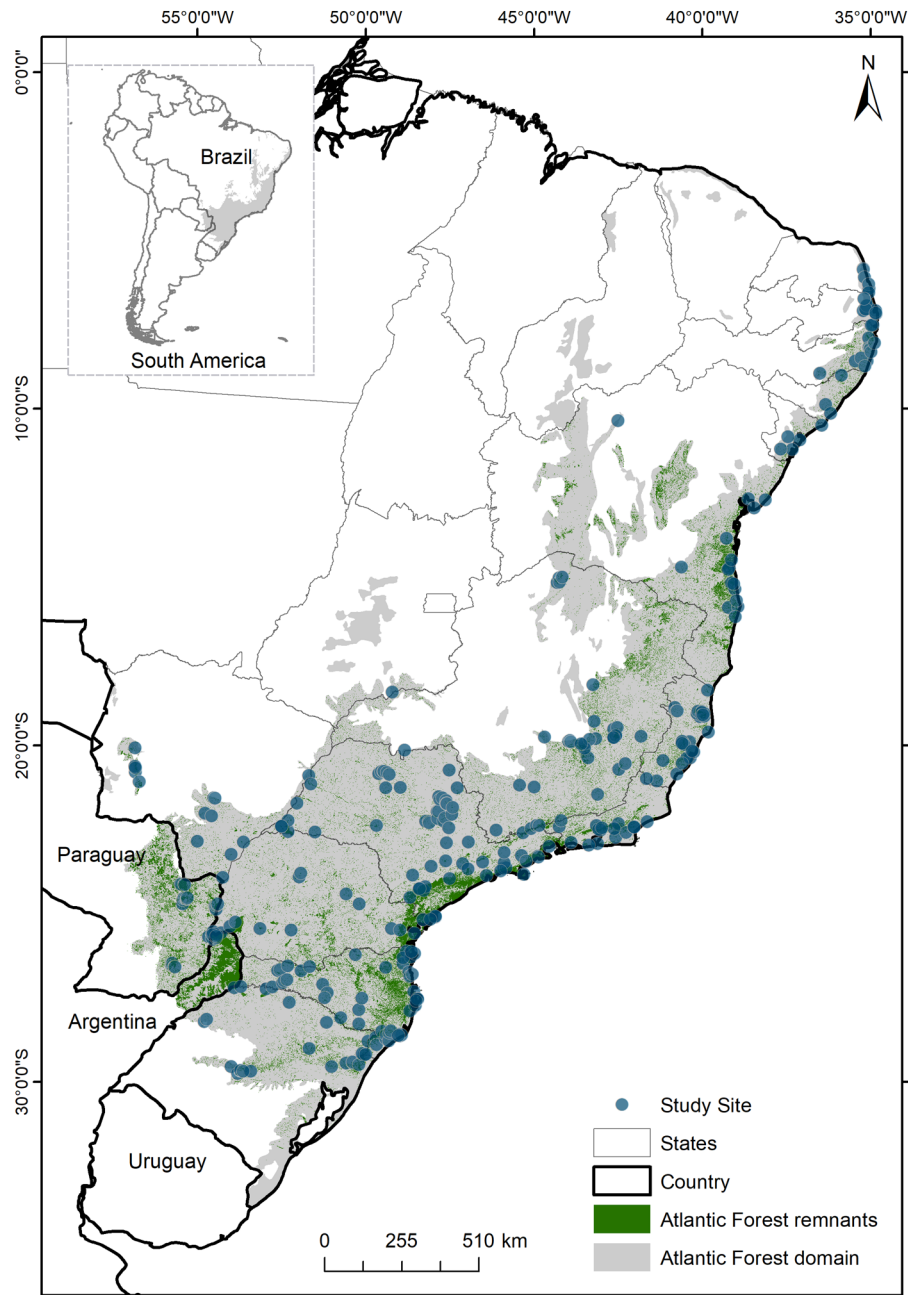 55°0'0"W 50°0'0"W 45°0'0"W 40°0'0"W 35°0'0"W
0°0'0"
N
Brazil
South America
10°0'0"S
20°0'0"S
Paraguay
Argentina
30°0'0"S
Uruguay
Study Site
States
Country
Atlantic Forest remnants
Atlantic Forest domain
0 255 510 km